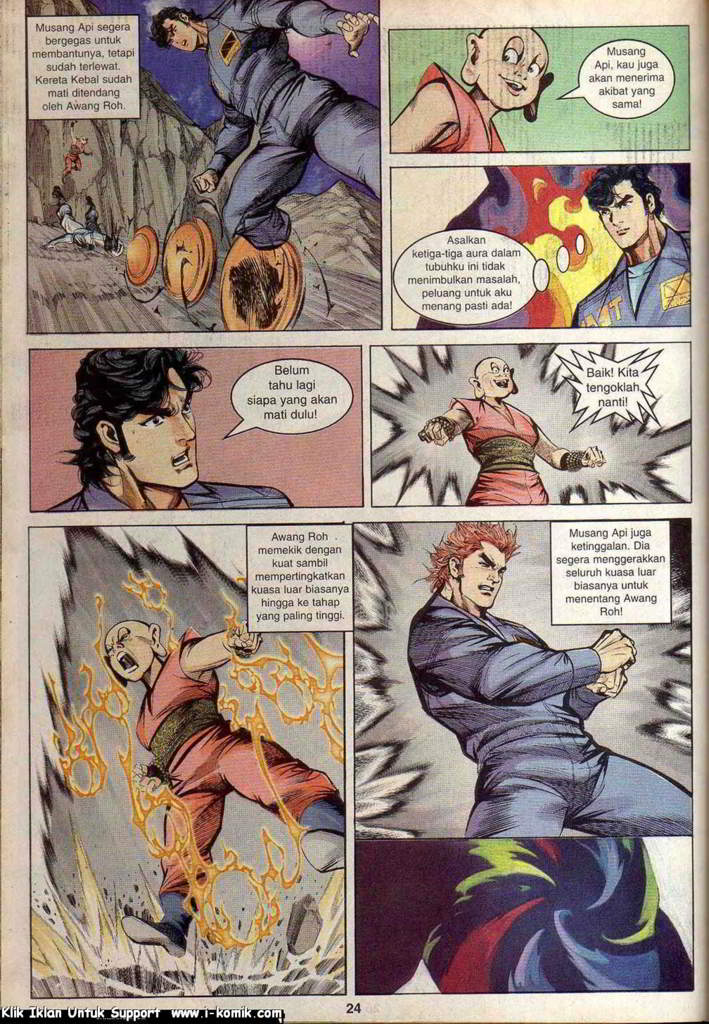 Musang Api segera
bergegas untuk
membantunya, tetapi
sudah terlewat.
Kereta Kebal sudah
mati ditendang
oleh Awang Roh.
Musang
Api, kau juga
akan menerima
akibat yang
sama!
Asalkan
ketiga-tiga aura dalam
tubuhku ini tidak
menimbulkan masalah,
peluang untuk aku
menang pasti ada!
Belum
tahu lagi
siapa yang akan
mati dulu!
Baik! Kita
tengoklah
nanti!
Awang Roh
memekik dengan
kuat sambil
mempertingkatkan
kuasa luar biasanya
hingga ke tahap
yang paling tinggi.
Musang Api juga
ketinggalan. Dia
segera menggerakkan
seluruh kuasa luar
biasanya untuk
menentang Awang
Roh!
24
Klik Iklan Untuk Support www.i-komik.com